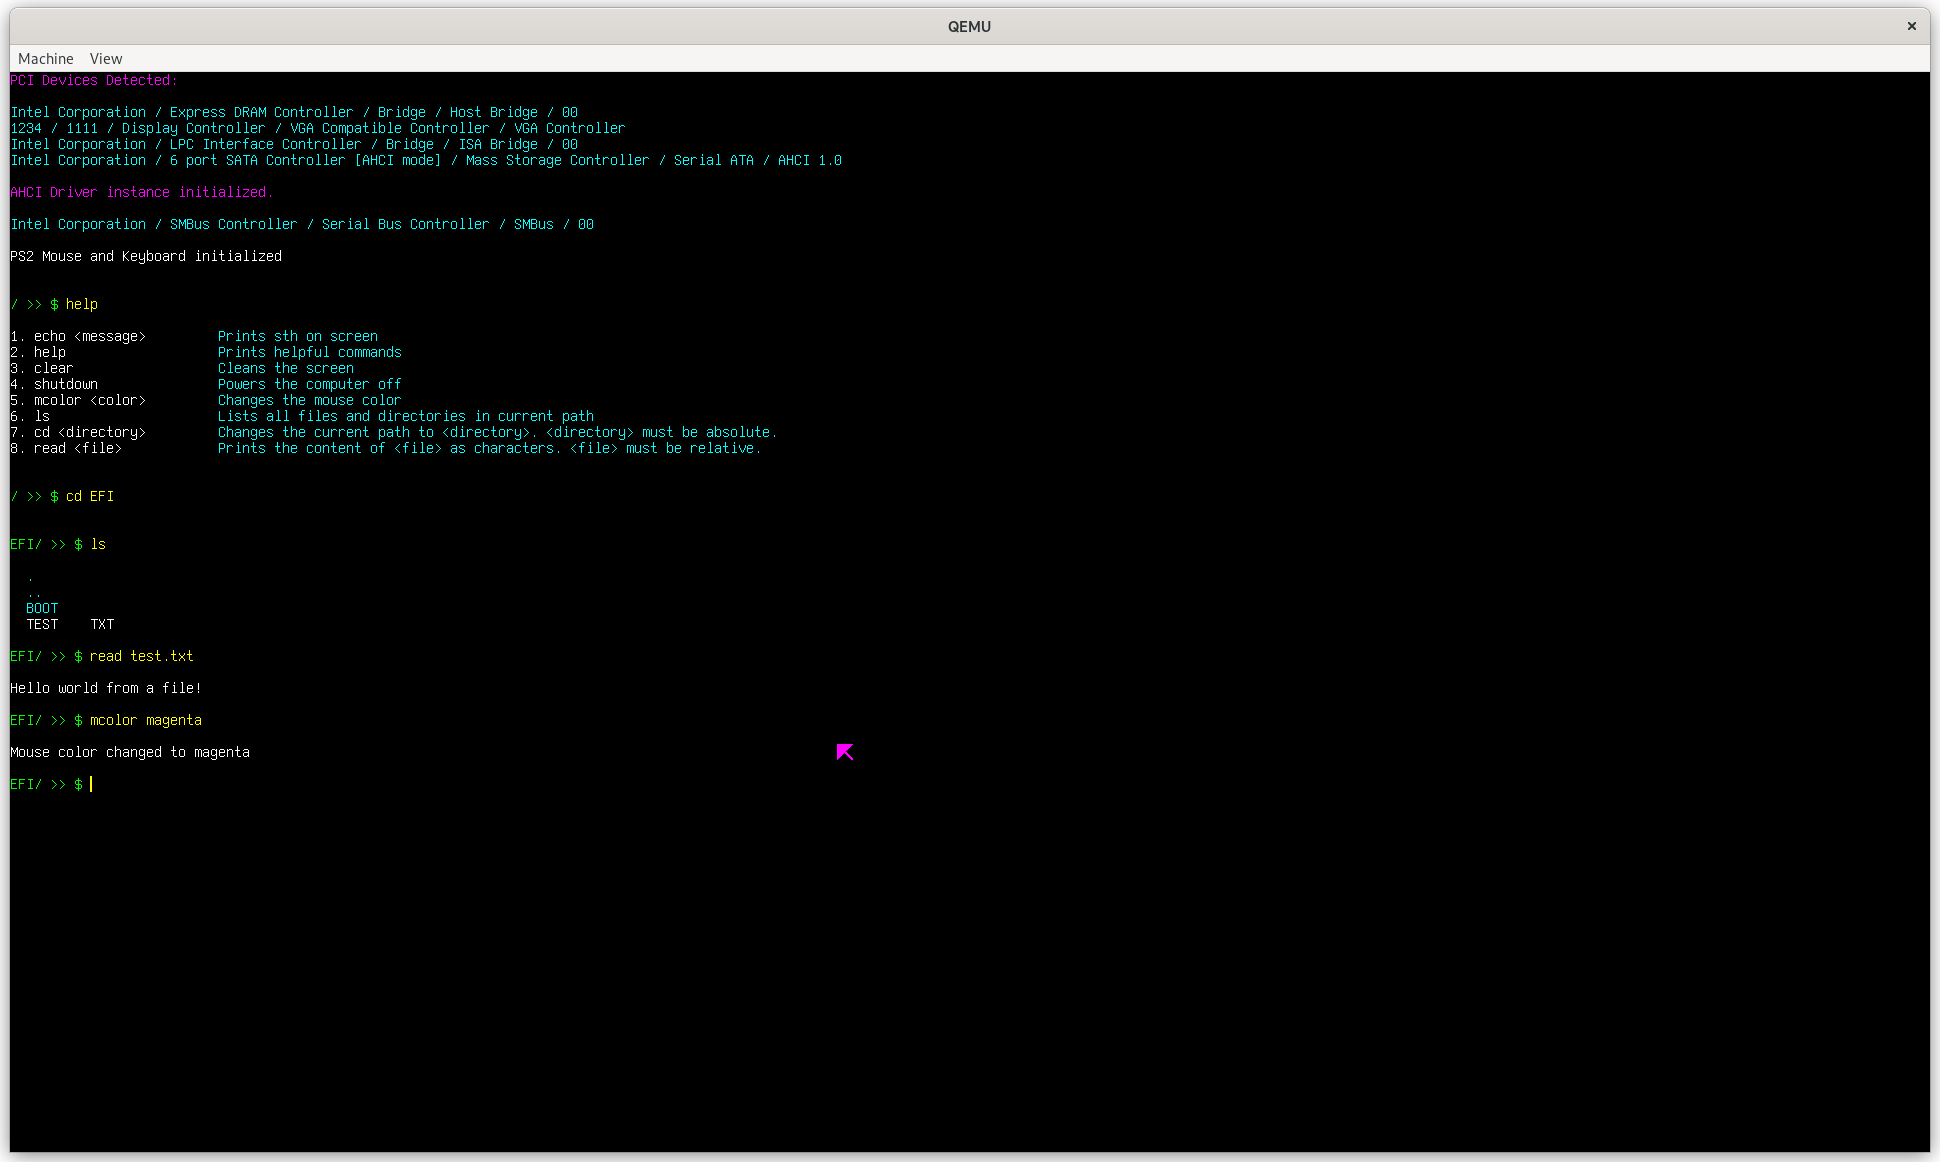 QEMU
×
Machine View
PCI Devices Detected:
Intel Corporation / Express DRAM Controller / Bridge / Host Bridge / 00
1234 / 1111 / Display Controller / VGA Compatible Controller / VGA Controller
Intel Corporation / LPC Interface Controller / Bridge / ISA Bridge / 00
Intel Corporation / 6 port SATA Controller [AHCI mode] / Mass Storage Controller / Serial ATA / AHCI 1.0
AHCI Driver instance initialized.
Intel Corporation / SMBus Controller / Serial Bus Controller / SMBus / 00
PS2 Mouse and Keyboard initialized
/ >> $ help
1. echo <message> Prints sth on screen
2. help Prints helpful commands
3. clear Cleans the screen
4. shutdown Powers the computer off
5. mcolor <color> Changes the mouse color
6. ls Lists all files and directories in current path
7. cd <directory> Changes the current path to <directory>. <directory> must be absolute.
8. read <file> Prints the content of <file> as characters. <file> must be relative.
/ >> $ cd EFI
EFI/ >> $ ls
.
..
BOOT
TEST TXT
EFI/ >> $ read test.txt
Hello world from a file!
EFI/ >> $ mcolor magenta
Mouse color changed to magenta
EFI/ >> $